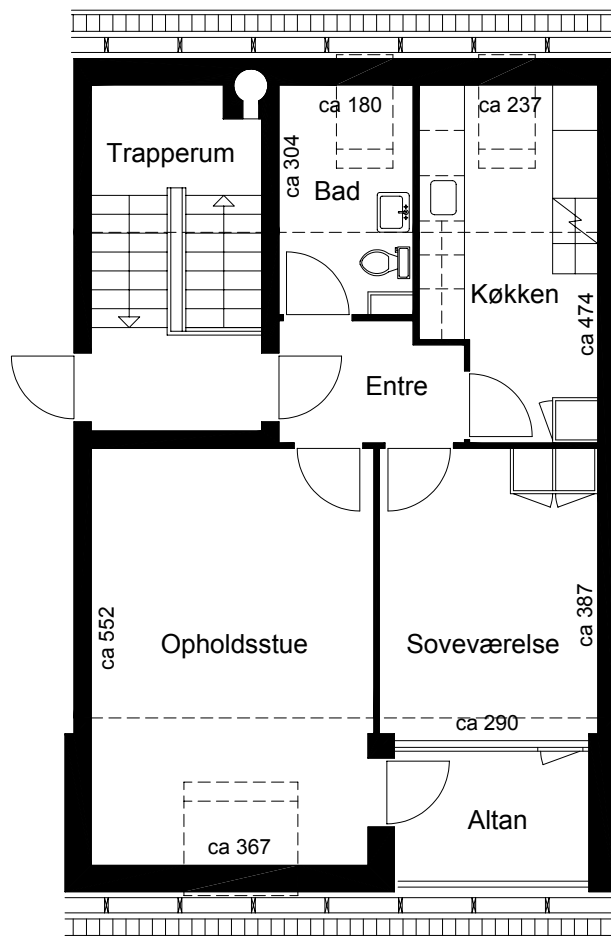 ca 180
ca 237
Trapperum
ca 304
Bad
Køkken
ca 474
Entre
ca 552
Opholdsstue
Soveværelse
ca 387
ca 290
Altan
ca 367